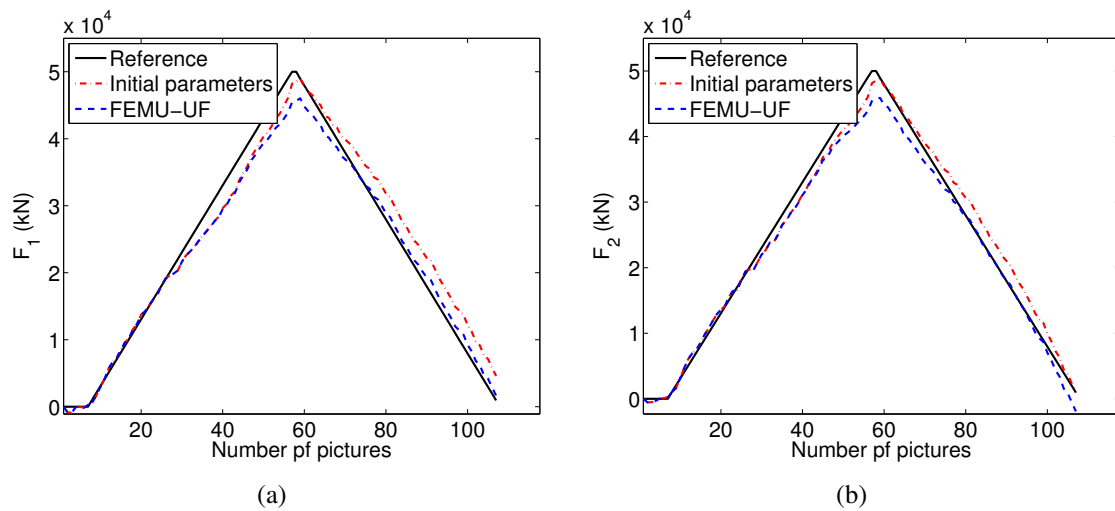 x 10^4
Reference
Initial parameters
FEMU-UF
F_1 (kN)
5
4
3
2
1
0
20 40 60 80 100
Number pf pictures
(a)
x 10^4
Reference
Initial parameters
FEMU-UF
F_2 (kN)
5
4
3
2
1
0
20 40 60 80 100
Number pf pictures
(b)